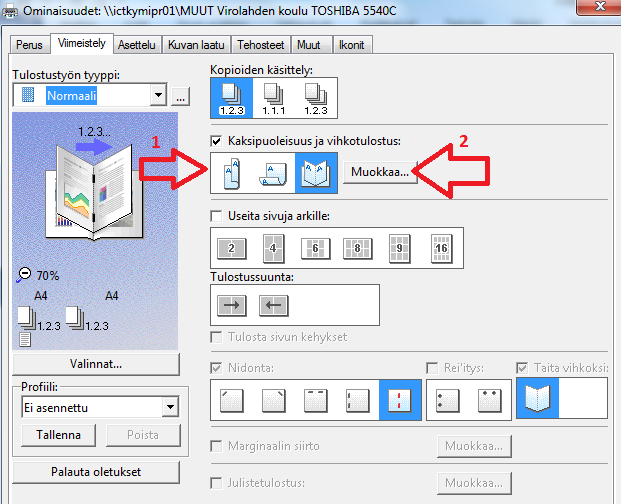 Ominaisuudet: \\ictkymipr01\MUUT Virolahden koulu TOSHIBA 5540C
Perus Viimeistely Asettelu Kuvan laatu Tehosteet Muut Ikonit
Tulostustyön tyyppi:
Normaali
...
1.2.3...
70%
A4 A4
1.2.3 1.2.3
Valinnat...
Profiili:
Ei asennettu
Tallenna Poista
Palauta oletukset
Kopioiden käsittely:
1.2.3 1.1.1 1.2.3
1 Kaksipuoleisuus ja vihkotulostus: 2
A A A A
Muokkaa...
Useita sivuja arkille:
2 4 6 8 9 16
Tulostussuunta:
Tulosta sivun kehykset
Nidonta: Rei'itys: Taita vihkoksi:
Marginaalin siirto Muokkaa...
Julistetulostus: Muokkaa...